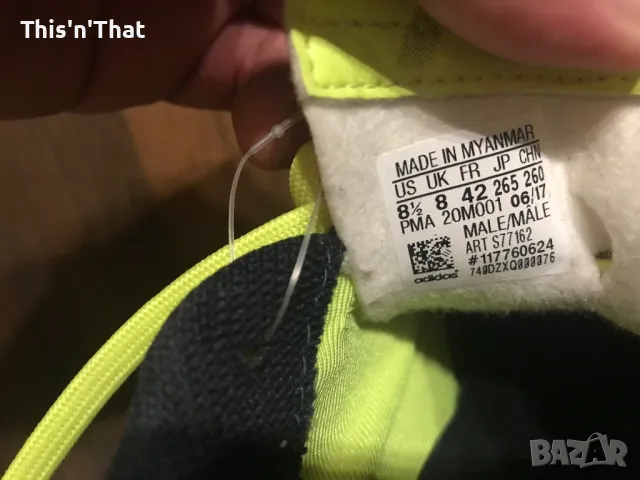 This'n'That
MADE IN MYANMAR
US UK FR JP CHN
8½ 8 42 265 260
PMA 20M001 06/17
MALE/MÂLE
ART S77162
#117760624
adidas
BAZAR